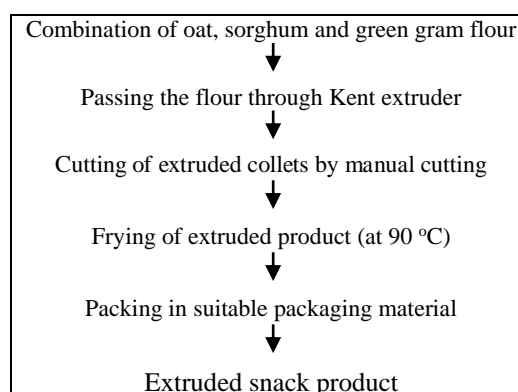 Combination of oat, sorghum and green gram flour
Passing the flour through Kent extruder
Cutting of extruded collets by manual cutting
Frying of extruded product (at 90 °C)
Packing in suitable packaging material
Extruded snack product